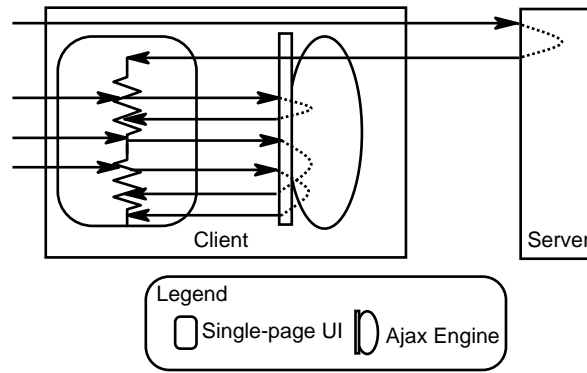 Client
Server
Legend
Single-page UI
Ajax Engine